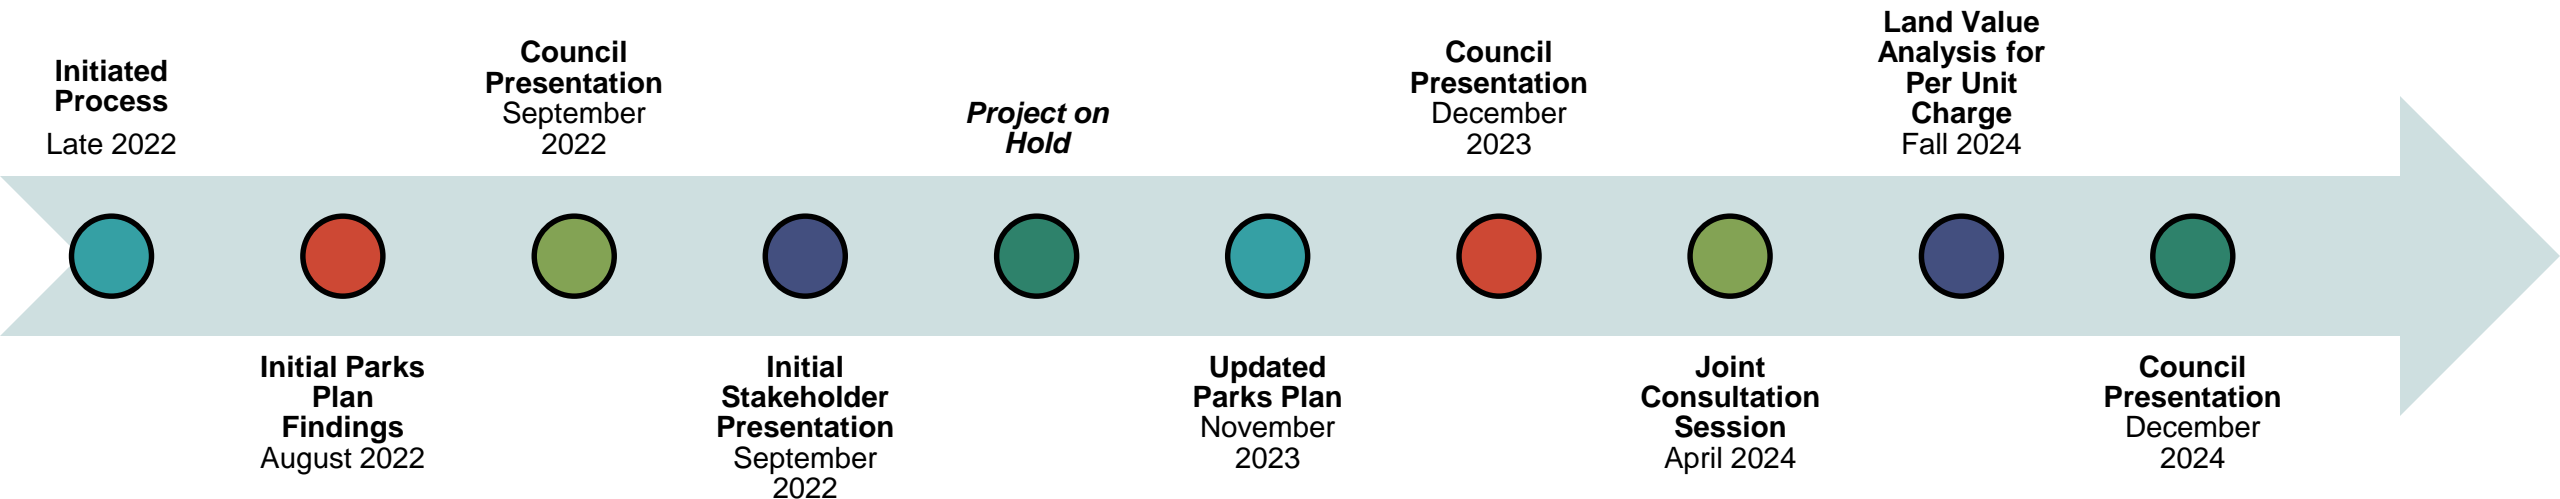 Initiated
Process
Late 2022
Initial Parks
Plan
Findings
August 2022
Council
Presentation
September
2022
Initial
Stakeholder
Presentation
September
2022
Project on
Hold
Updated
Parks Plan
November
2023
Council
Presentation
December
2023
Joint
Consultation
Session
April 2024
Land Value
Analysis for
Per Unit
Charge
Fall 2024
Council
Presentation
December
2024